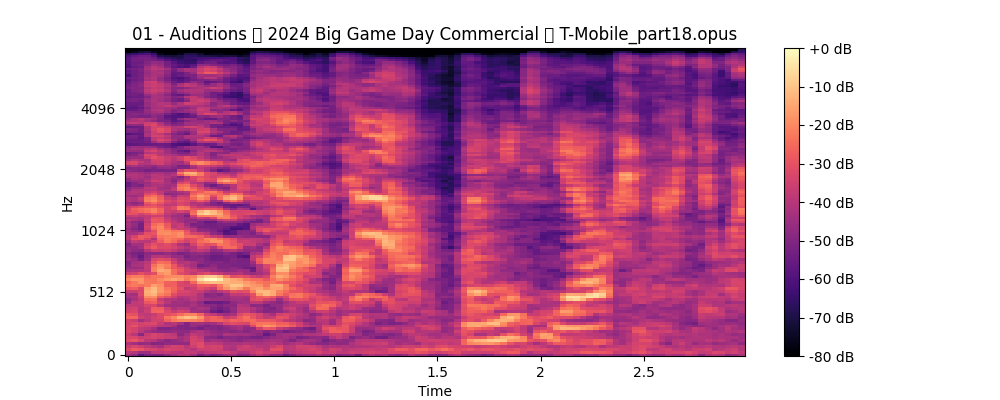 01 - Auditions ▯ 2024 Big Game Day Commercial ▯ T-Mobile_part18.opus
Hz
4096
2048
1024
512
0
0 0.5 1 1.5 2 2.5
Time
+0 dB
-10 dB
-20 dB
-30 dB
-40 dB
-50 dB
-60 dB
-70 dB
-80 dB